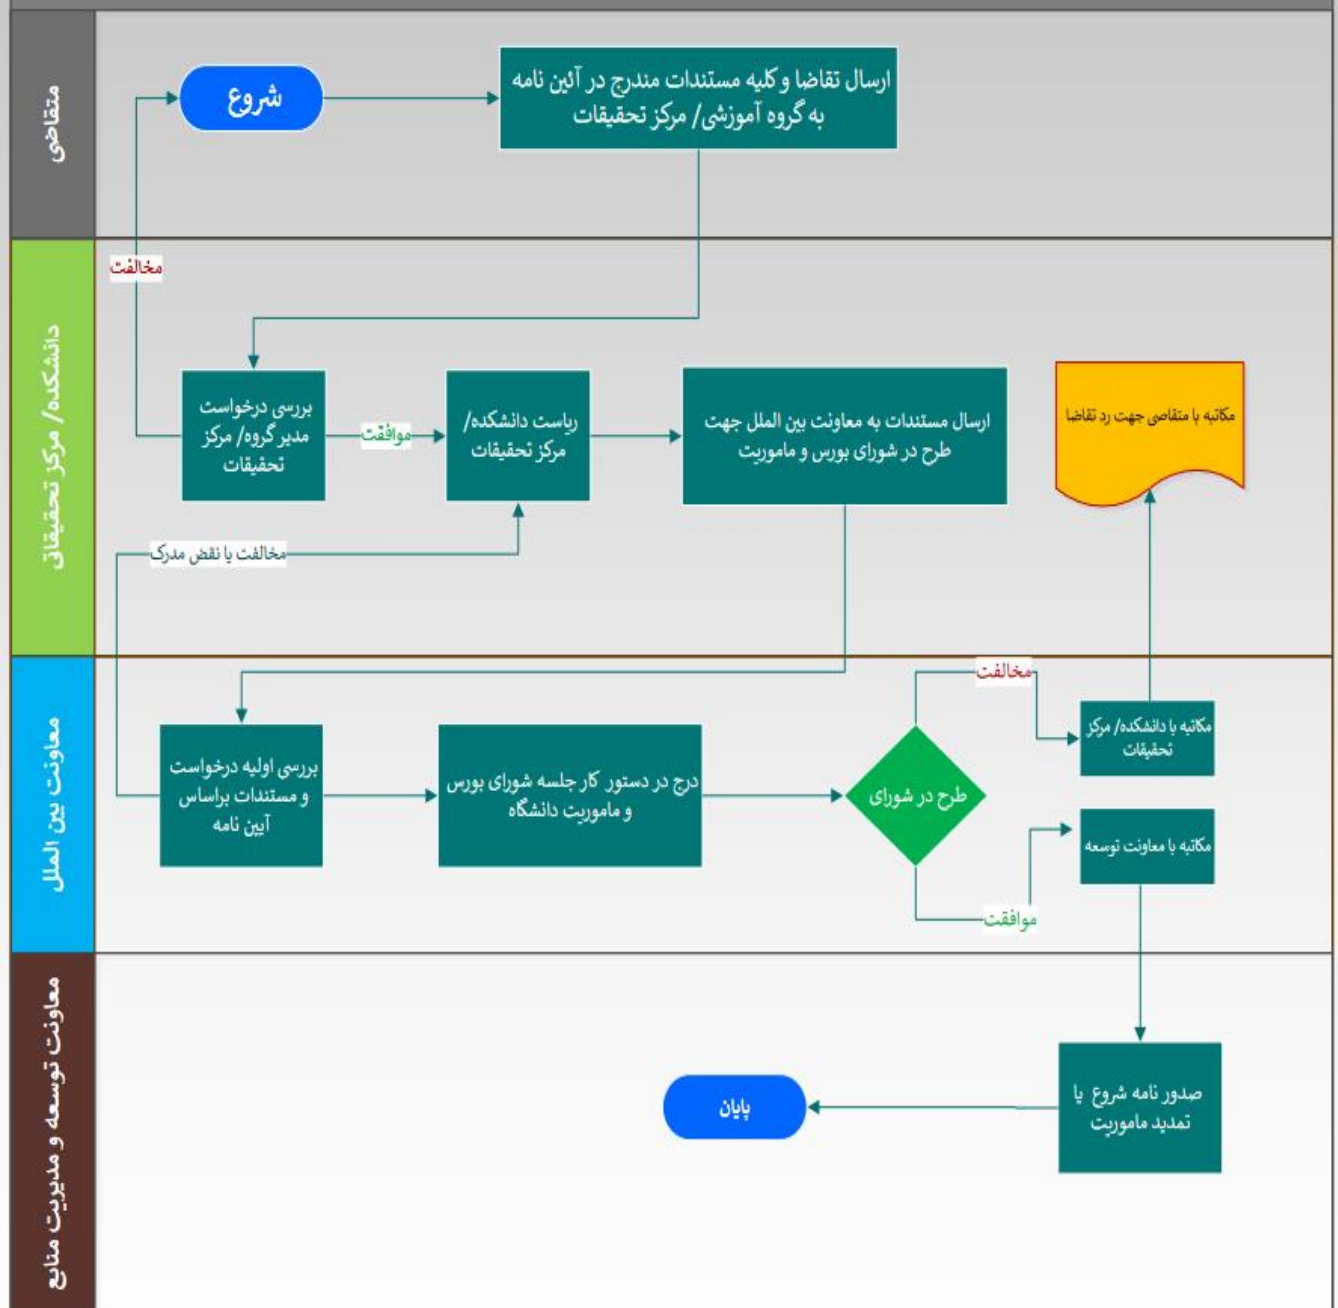 متقاضی
شروع
ارسال تقاضا و کلیه مستندات مندرج در آئین نامه
به گروه آموزشی/ مرکز تحقیقات
دانشکده/ مرکز تحقیقاتی
مخالفت
بررسی درخواست
مدیر گروه/ مرکز
تحقیقات
موافقت
ریاست دانشکده/
مرکز تحقیقات
ارسال مستندات به معاونت بین الملل جهت
طرح در شورای بورس و ماموریت
مکاتبه با متقاصی جهت رد تقاضا
مخالفت یا نقض مدرک
معاونت بین الملل
بررسی اولیه درخواست
و مستندات براساس
آیین نامه
درج در دستور کار جلسه شورای بورس
و ماموریت دانشگاه
طرح در شورای
مخالفت
مکاتبه با دانشکده/ مرکز
تحقیقات
موافقت
مکاتبه با معاونت توسعه
معاونت توسعه و مدیریت منابع
صدور نامه شروع یا
تمدید ماموریت
پایان